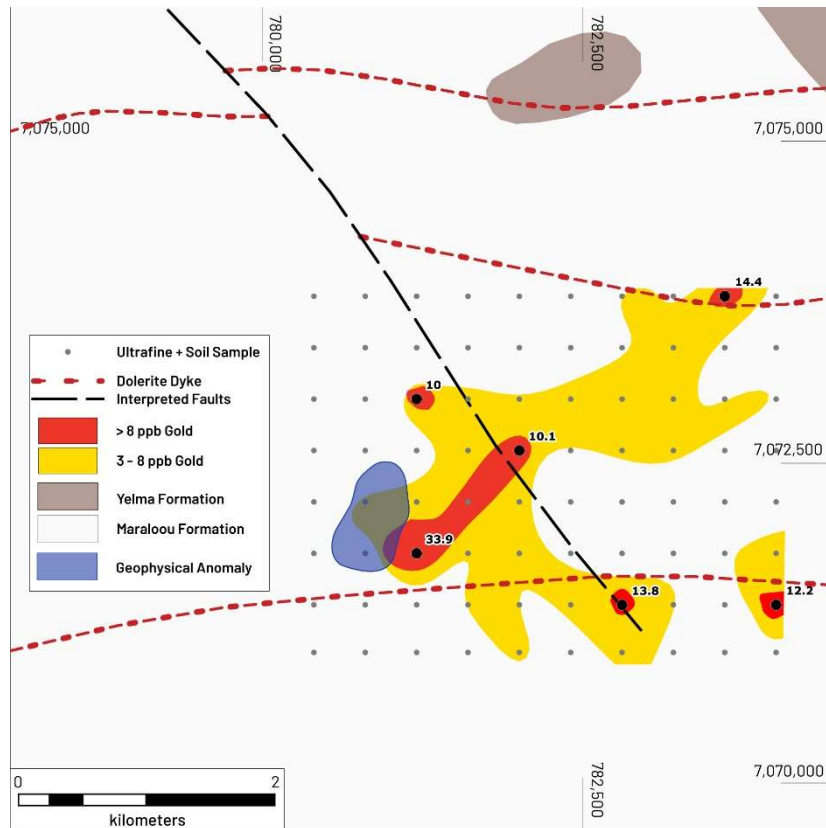 780,000
782,500
7,075,000
7,075,000
14.4
Ultrafine + Soil Sample
Dolerite Dyke
Interpreted Faults
> 8 ppb Gold
3 - 8 ppb Gold
Yelma Formation
Maraloou Formation
Geophysical Anomaly
10
10.1
7,072,500
33.9
13.8
12.2
0
2
kilometers
782,500
7,070,000